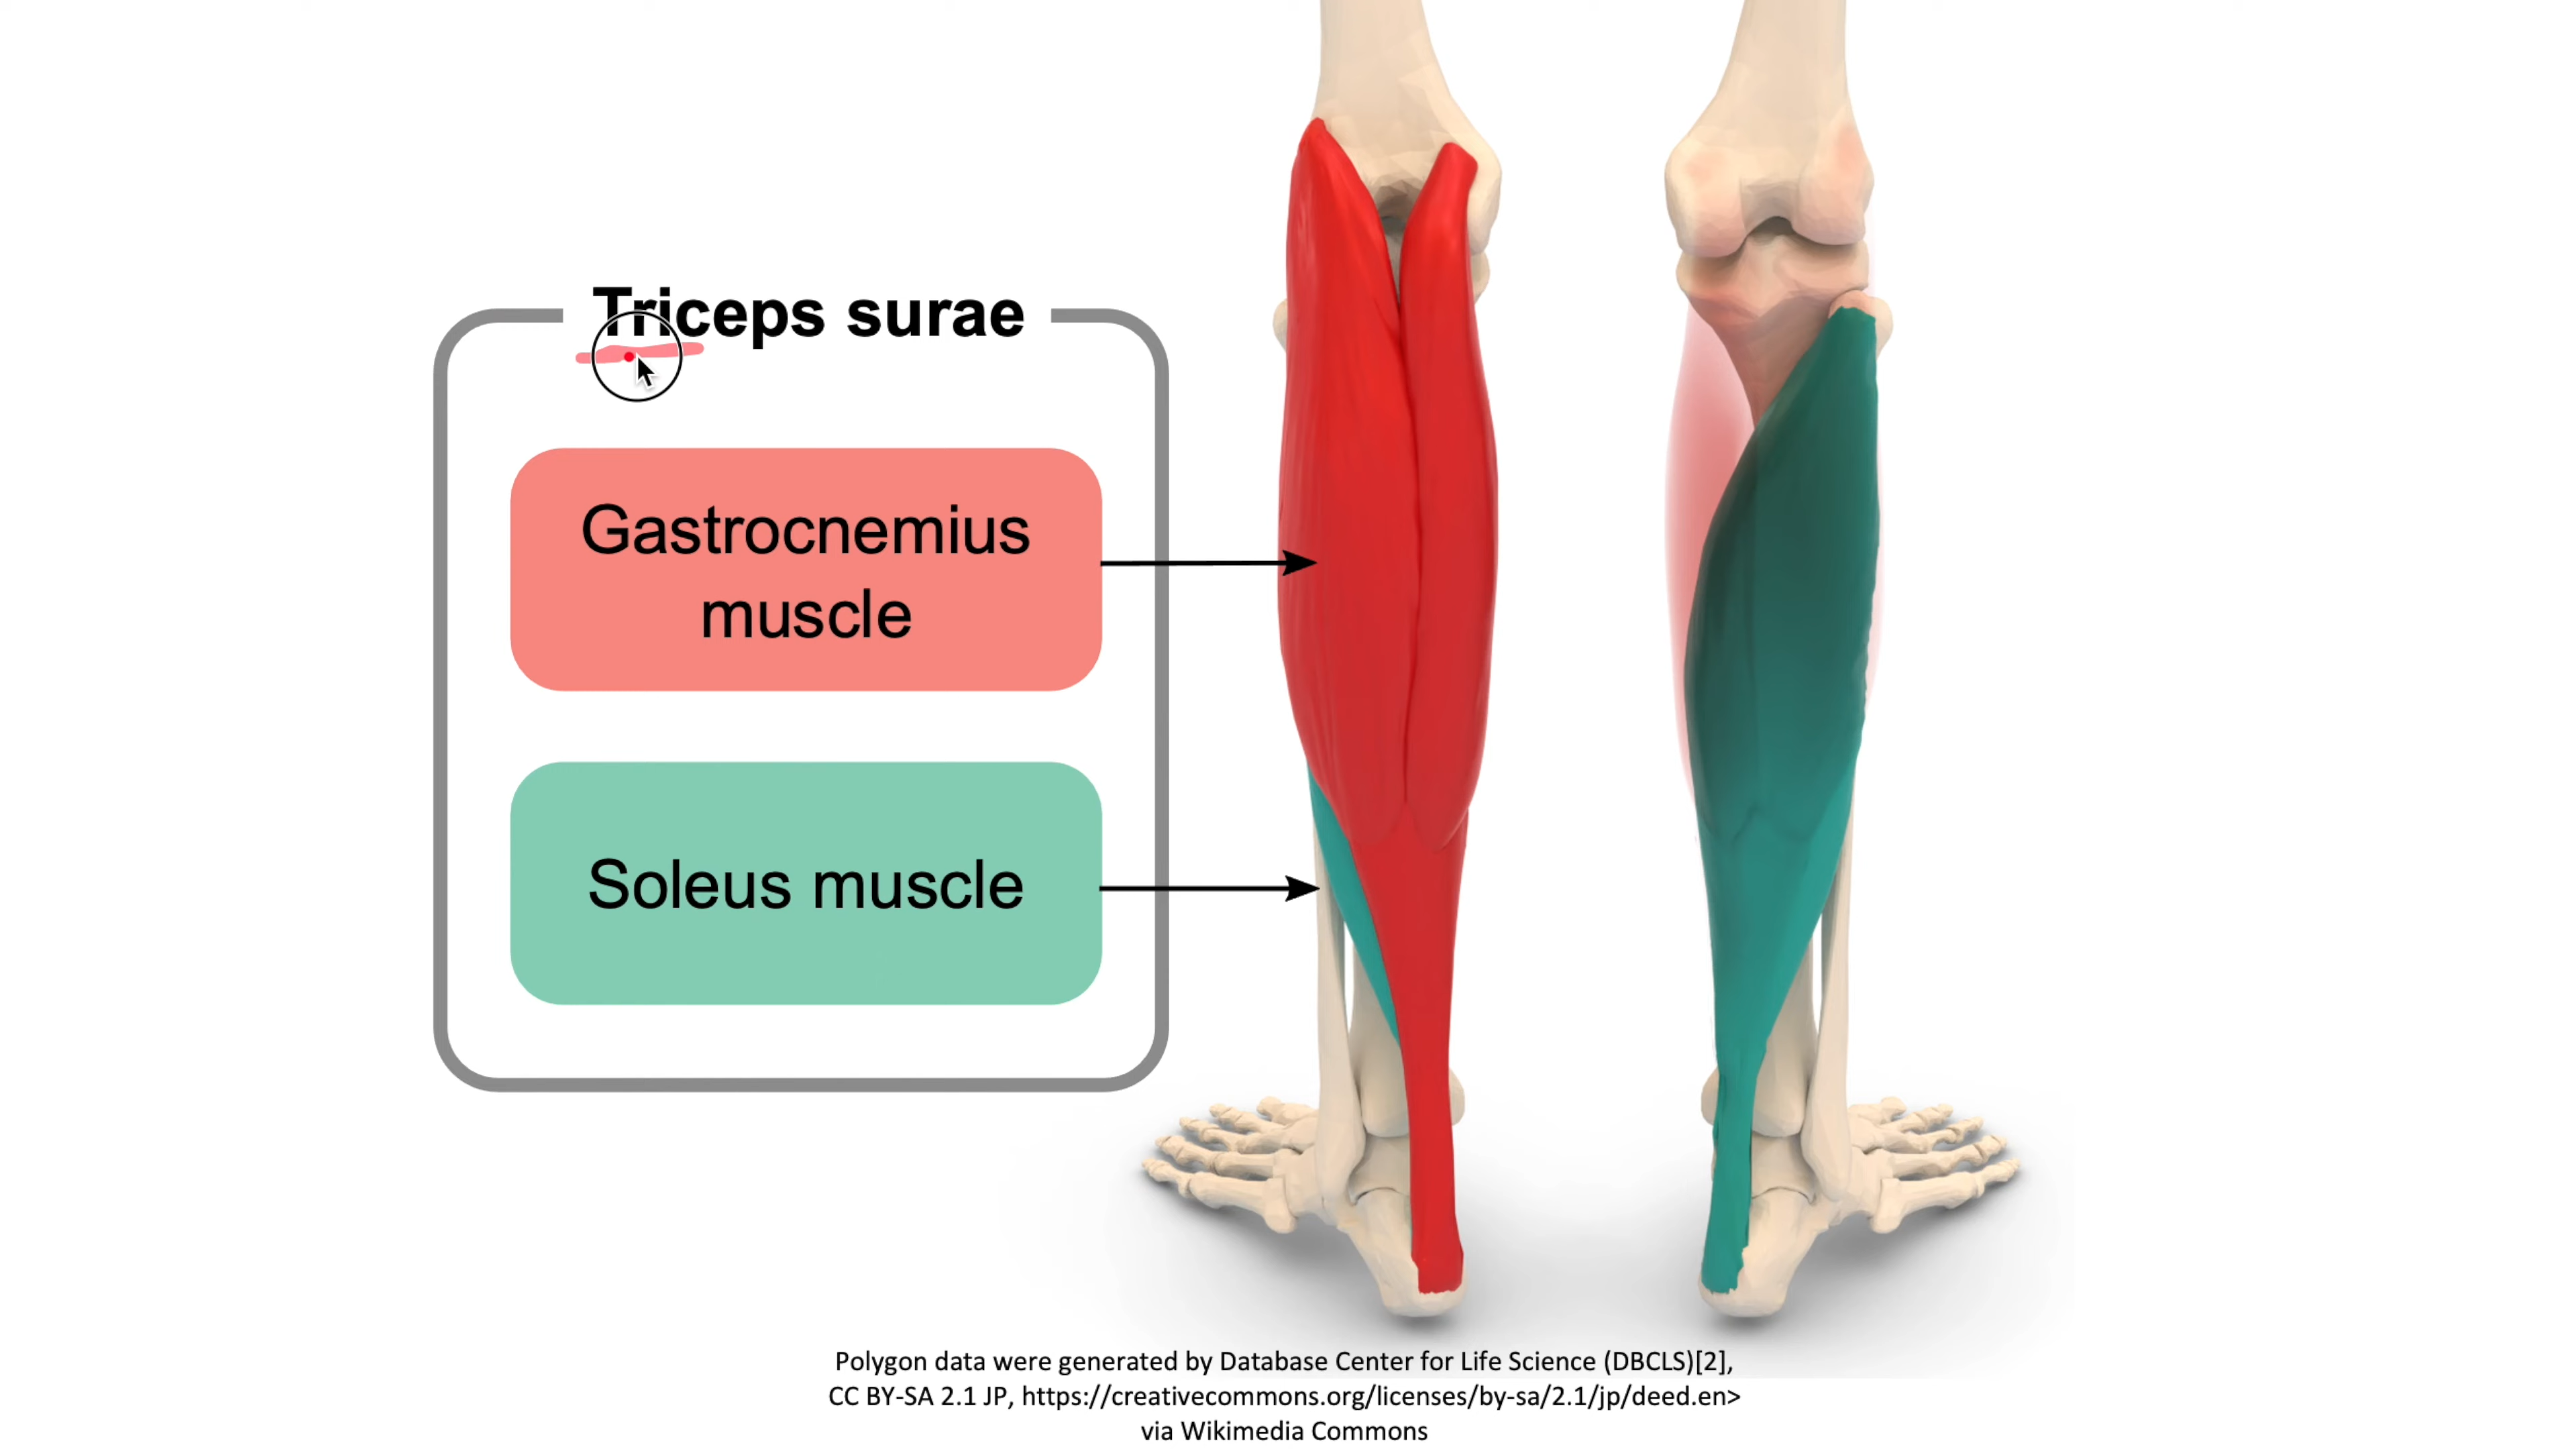 Triceps surae
Gastrocnemius
muscle
Soleus muscle
Polygon data were generated by Database Center for Life Science (DBCLS)[2],
CC BY-SA 2.1 JP, https://creativecommons.org/licenses/by-sa/2.1/jp/deed.en>
via Wikimedia Commons